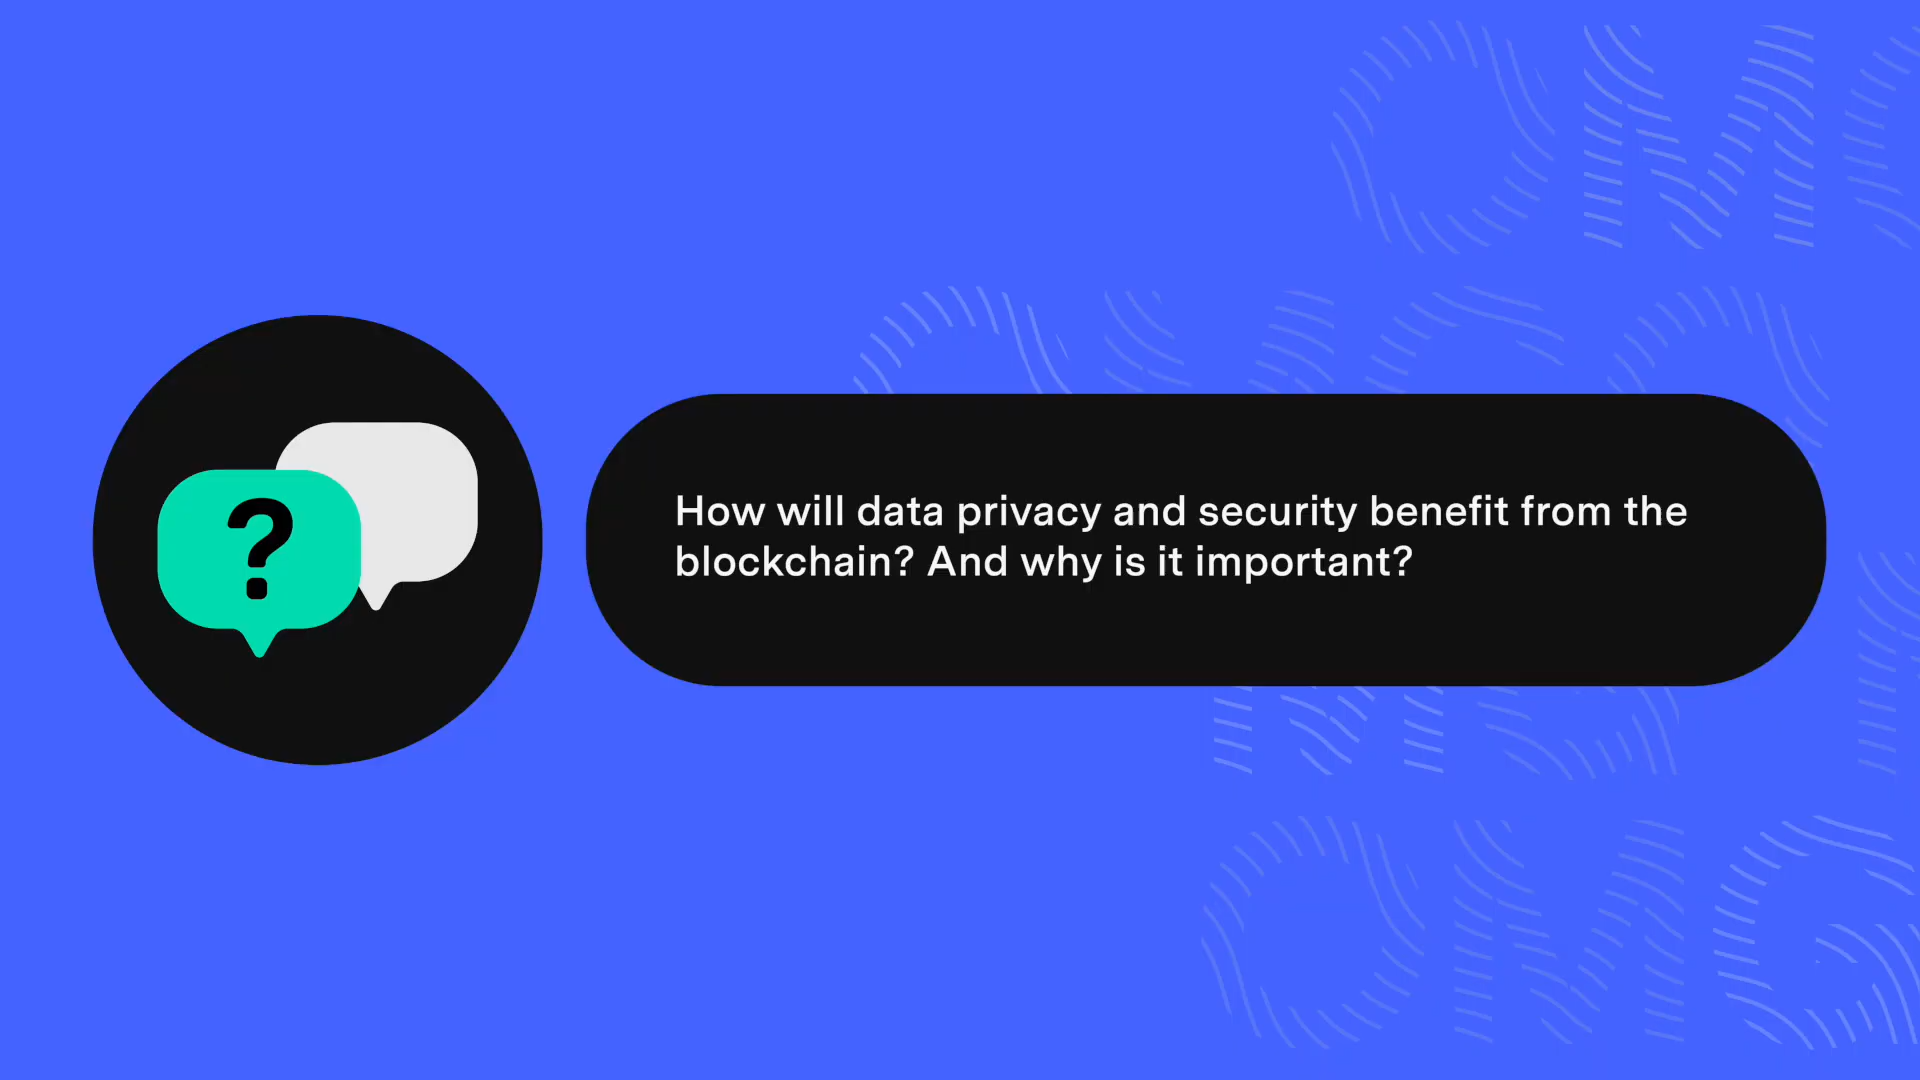 How will data privacy and security benefit from the
blockchain? And why is it important?
?